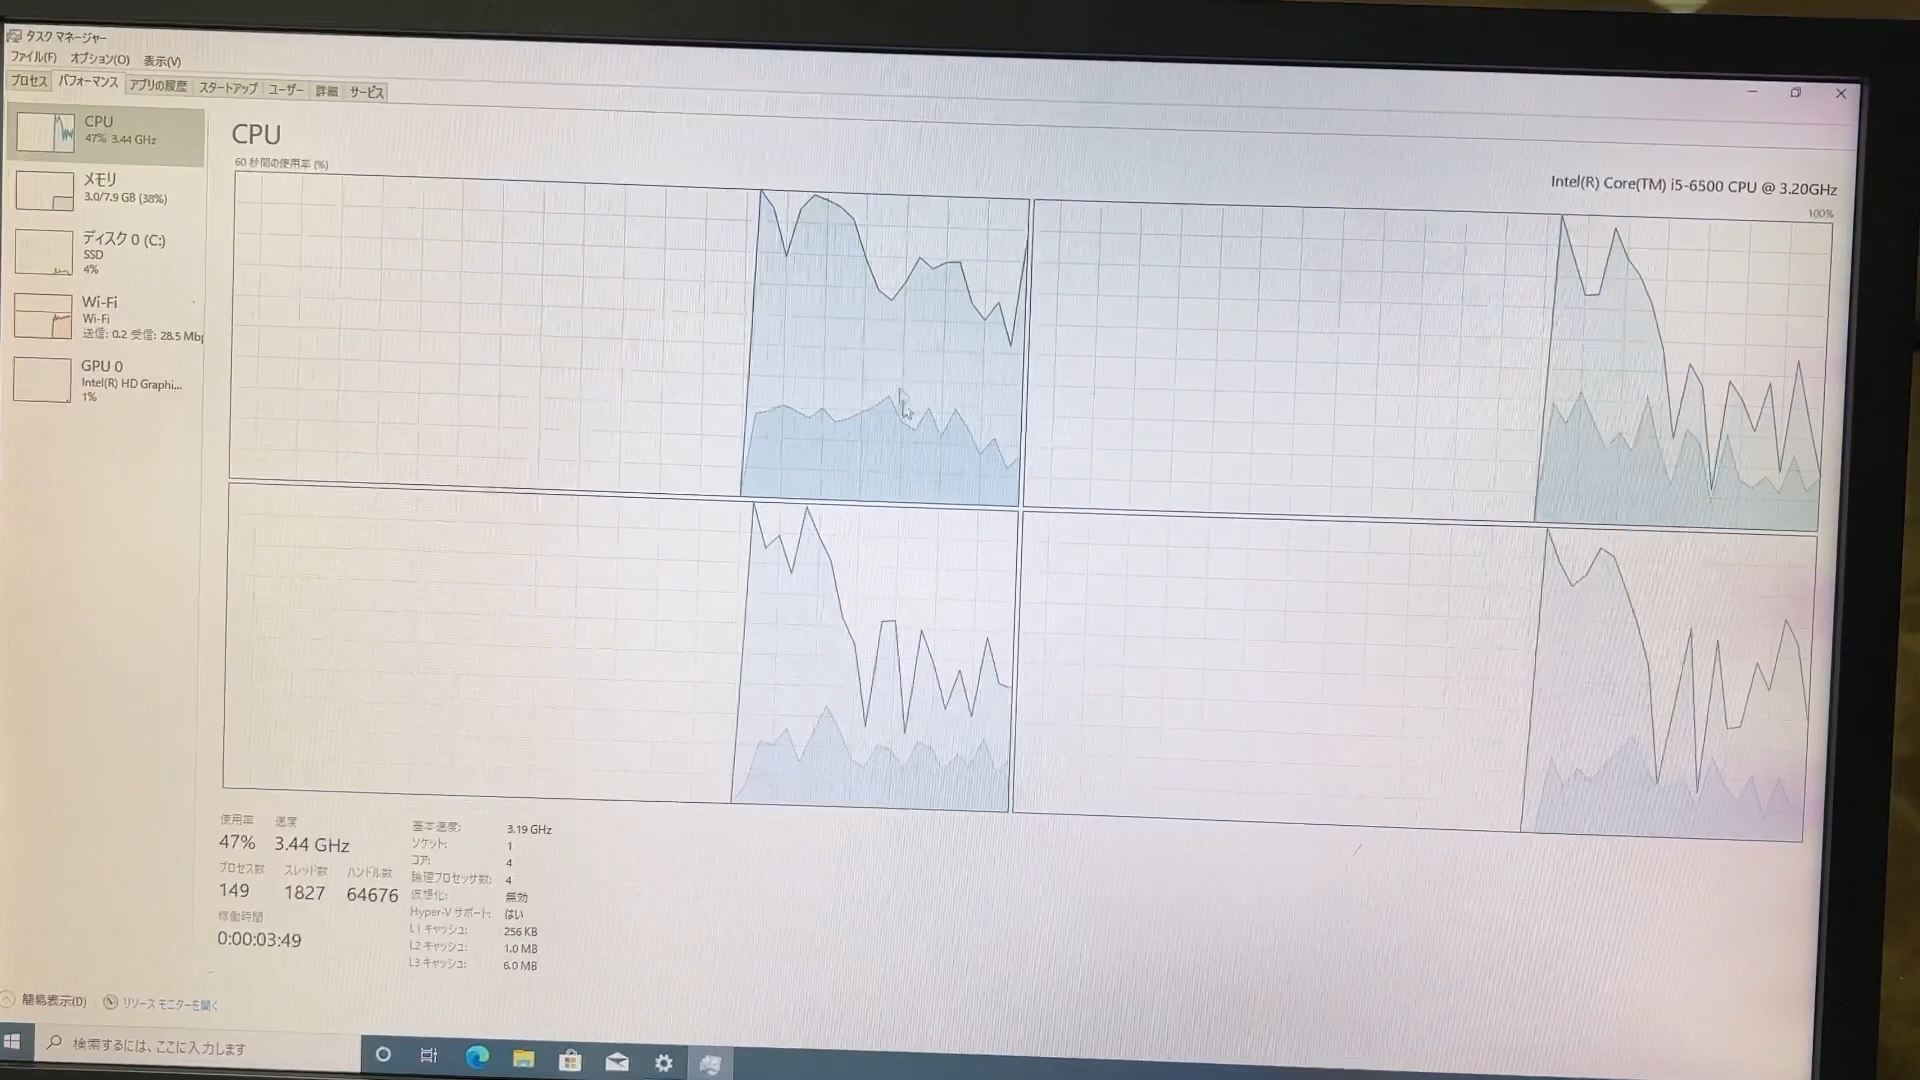 タスク マネージャー
ファイル(F) オプション(O) 表示(V)
プロセス パフォーマンス アプリの履歴 スタートアップ ユーザー 詳細 サービス
CPU
47% 3.44 GHz
メモリ
3.0/7.9 GB (38%)
ディスク 0 (C:)
SSD
4%
Wi-Fi
Wi-Fi
送信: 0.2 受信: 28.5 Mbp
GPU 0
Intel(R) HD Graphi...
1%
CPU
60 秒間の使用率 (%)
Intel(R) Core(TM) i5-6500 CPU @ 3.20GHz
100%
使用率 速度
47% 3.44 GHz
プロセス数 スレッド数 ハンドル数
149 1827 64676
稼働時間
0:00:03:49
基本速度: 3.19 GHz
ソケット: 1
コア: 4
論理プロセッサ数: 4
仮想化: 無効
Hyper-V サポート: はい
L1 キャッシュ: 256 KB
L2 キャッシュ: 1.0 MB
L3 キャッシュ: 6.0 MB
簡易表示(D) リソース モニターを開く
検索するには、ここに入力します